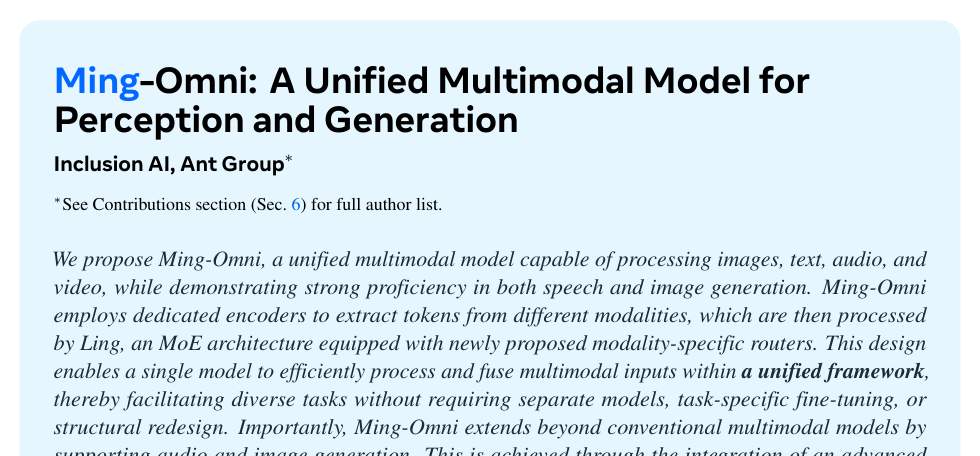 Ming-Omni: A Unified Multimodal Model for
Perception and Generation
Inclusion AI, Ant Group*
*See Contributions section (Sec. 6) for full author list.
We propose Ming-Omni, a unified multimodal model capable of processing images, text, audio, and
video, while demonstrating strong proficiency in both speech and image generation. Ming-Omni
employs dedicated encoders to extract tokens from different modalities, which are then processed
by Ling, an MoE architecture equipped with newly proposed modality-specific routers. This design
enables a single model to efficiently process and fuse multimodal inputs within a unified framework,
thereby facilitating diverse tasks without requiring separate models, task-specific fine-tuning, or
structural redesign. Importantly, Ming-Omni extends beyond conventional multimodal models by
supporting audio and image generation. This is achieved through the integration of an advanced